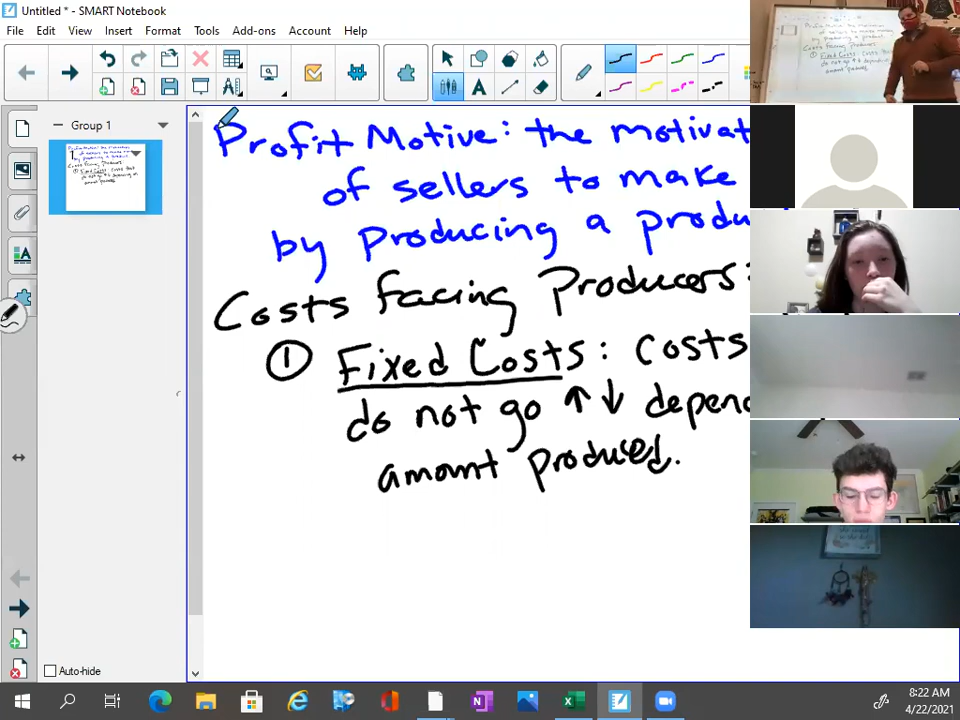 Untitled * - SMART Notebook
File Edit View Insert Format Tools Add-ons Account Help
Group 1
Profit Motive: the motivat
of sellers to make
by producing a produ
Costs facing Producers:
① Fixed Costs: costs
do not go ↑↓ depend
amount produced.
Auto-hide
8:22 AM
4/22/2021